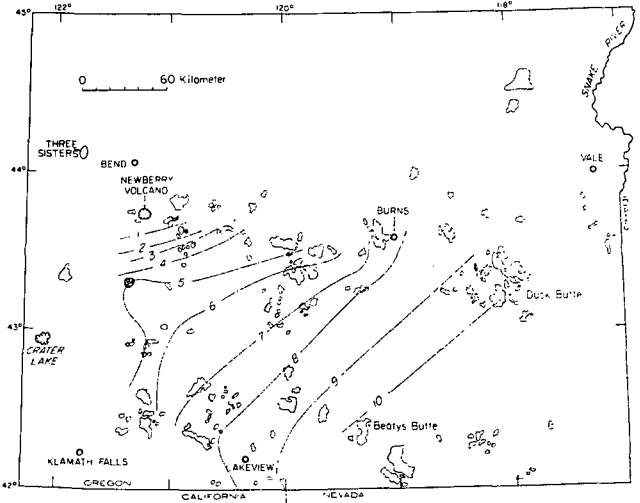 45°
122°
120°
118°
0 60 Kilometer
SNAKE RIVER
THREE
SISTERS
BEND
44°
VALE
NEWBERRY
VOLCANO
BURNS
1
2
3
4
5
6
7
8
9
10
Duck Butte
43°
CRATER
LAKE
Beatys Butte
KLAMATH FALLS
LAKEVIEW
42°
OREGON
CALIFORNIA
NEVADA